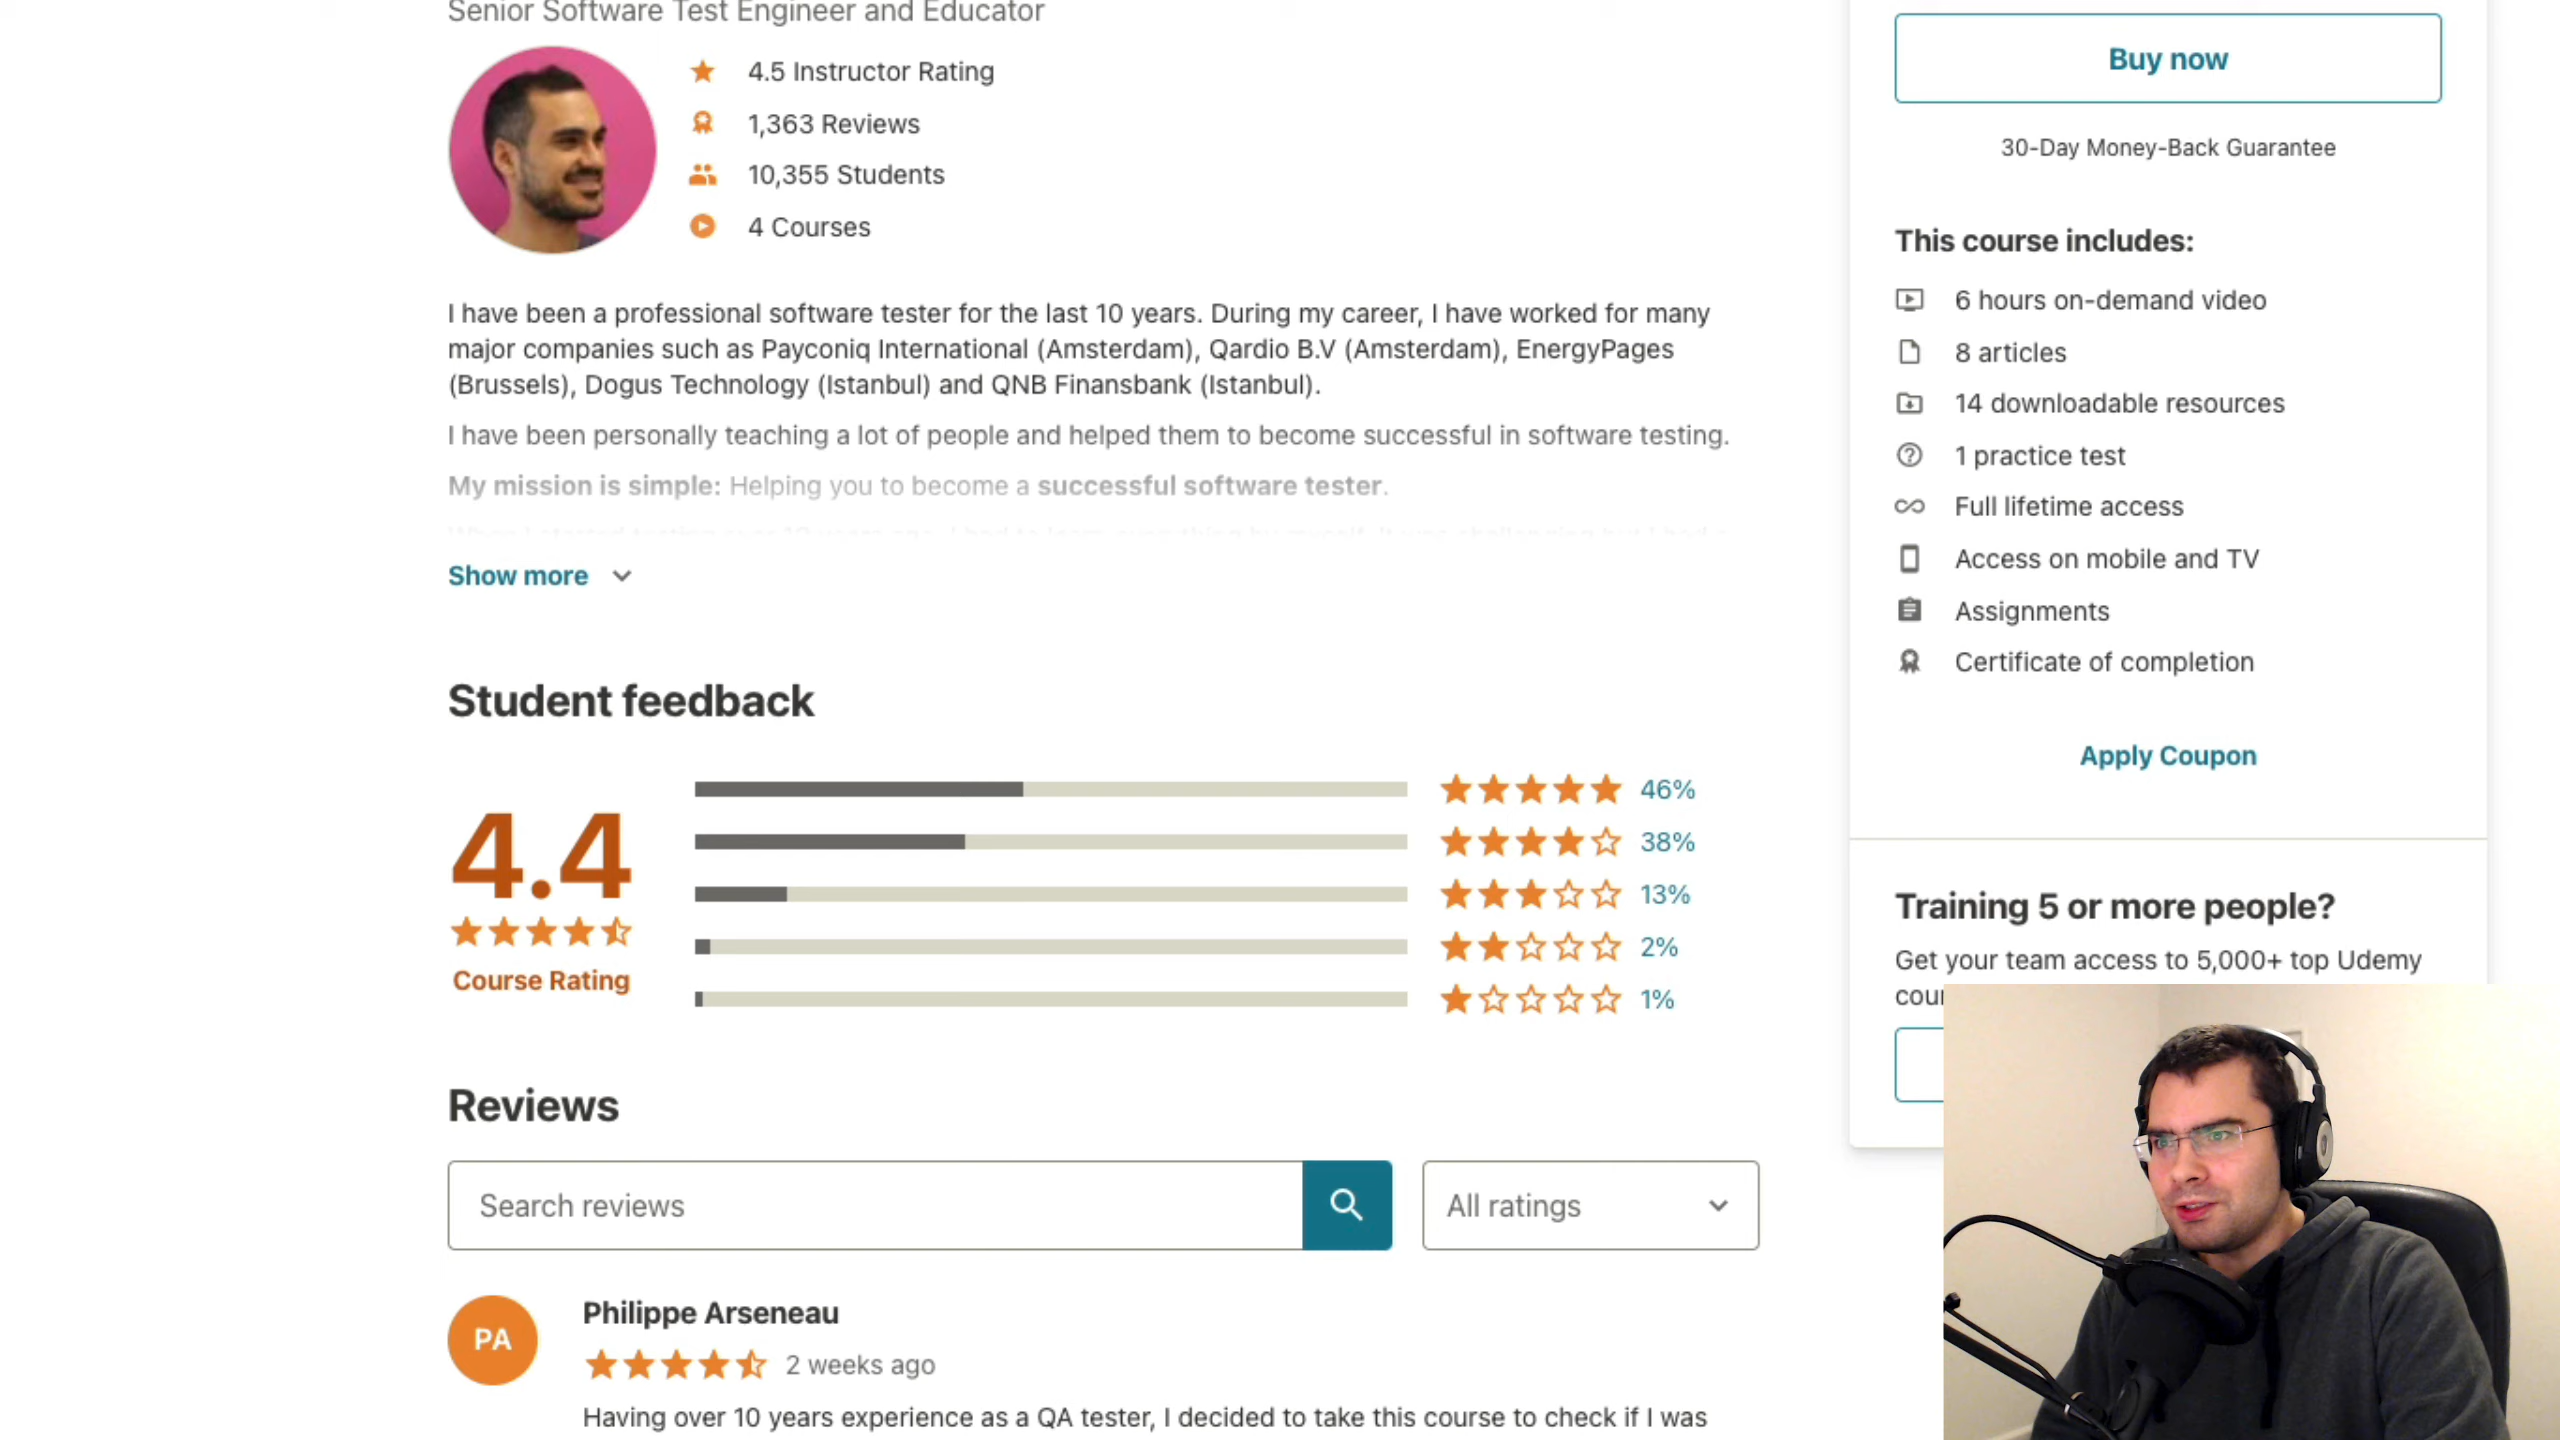 Senior Software Test Engineer and Educator
4.5 Instructor Rating
1,363 Reviews
10,355 Students
4 Courses
I have been a professional software tester for the last 10 years. During my career, I have worked for many
major companies such as Payconiq International (Amsterdam), Qardio B.V (Amsterdam), EnergyPages
(Brussels), Dogus Technology (Istanbul) and QNB Finansbank (Istanbul).
I have been personally teaching a lot of people and helped them to become successful in software testing.
My mission is simple: Helping you to become a successful software tester.
Show more
Student feedback
4.4
Course Rating
46%
38%
13%
2%
1%
Reviews
Search reviews
All ratings
PA
Philippe Arseneau
2 weeks ago
Having over 10 years experience as a QA tester, I decided to take this course to check if I was
Buy now
30-Day Money-Back Guarantee
This course includes:
6 hours on-demand video
8 articles
14 downloadable resources
1 practice test
Full lifetime access
Access on mobile and TV
Assignments
Certificate of completion
Apply Coupon
Training 5 or more people?
Get your team access to 5,000+ top Udemy